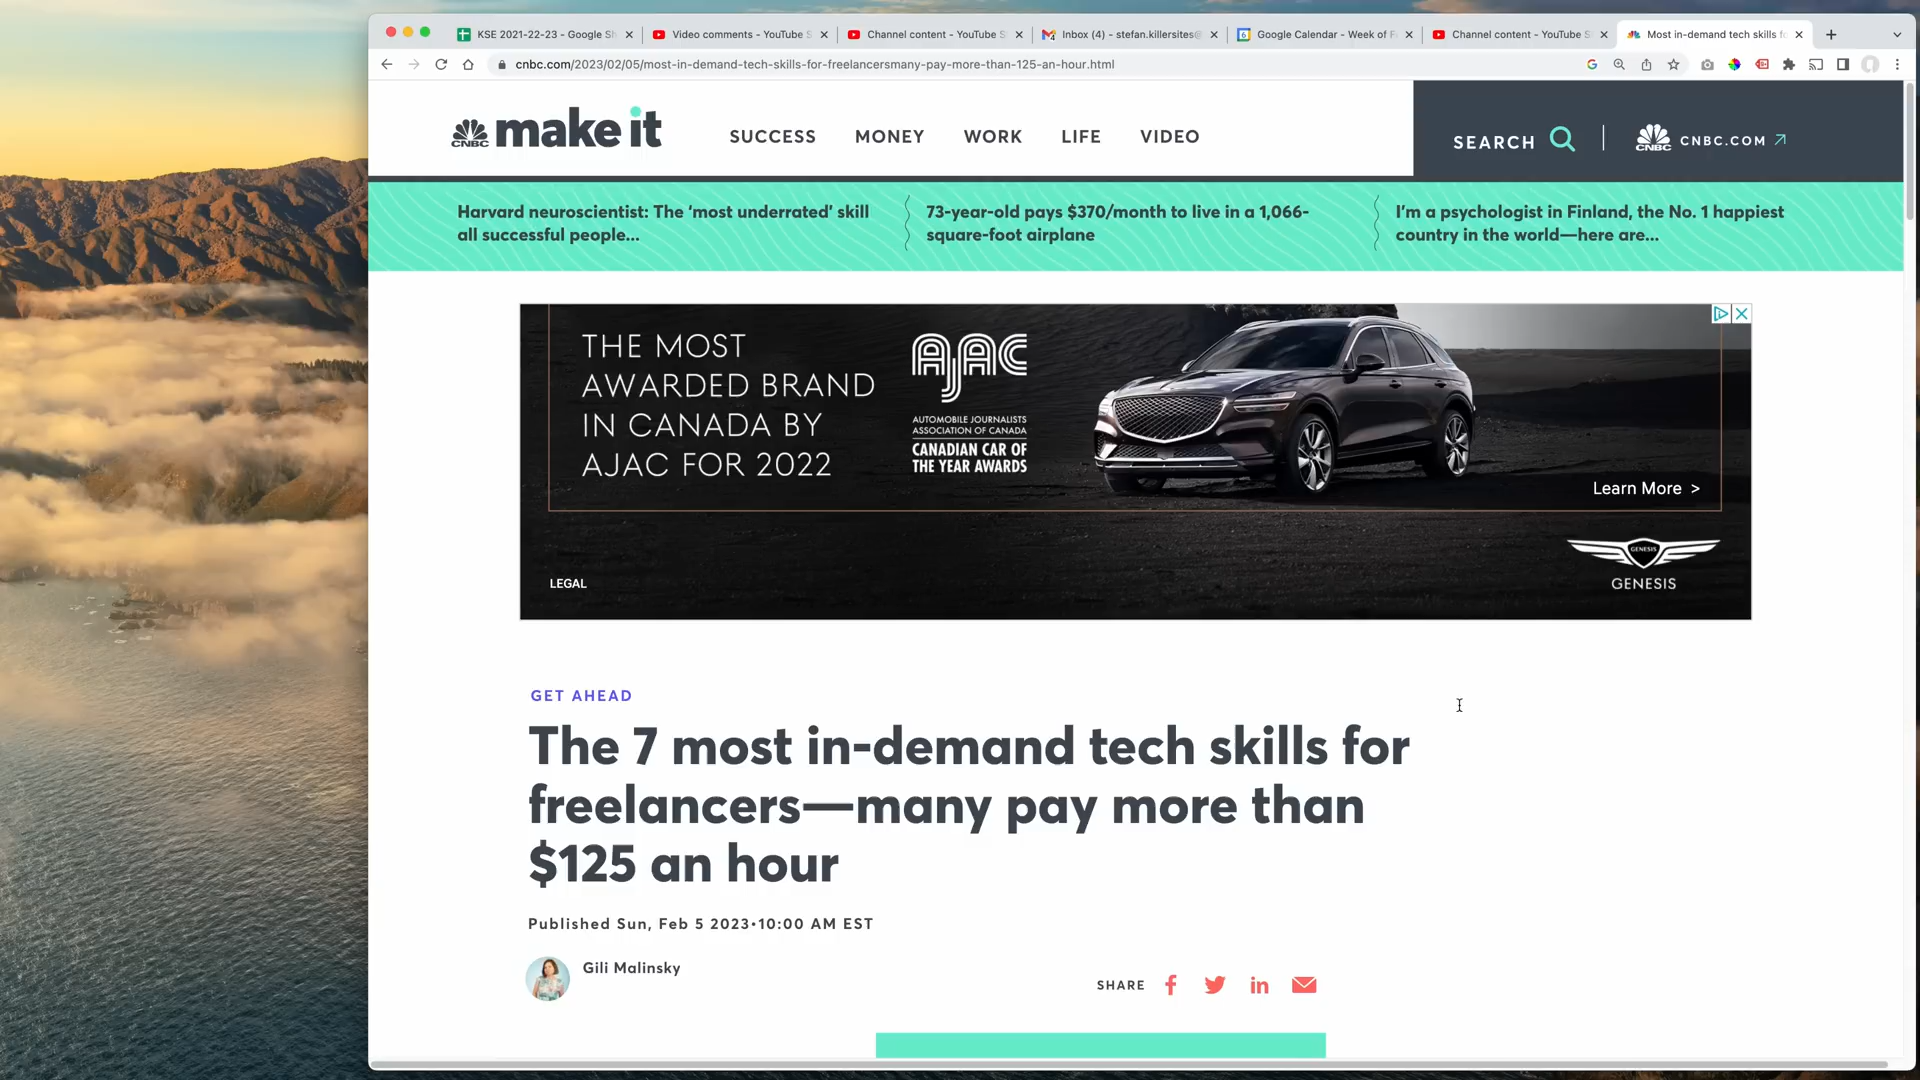 KSE 2021-22-23 - Google Sh
Video comments - YouTube S
Channel content - YouTube S
Inbox (4) - stefan.killersites@
Google Calendar - Week of F
Channel content - YouTube S
Most in-demand tech skills fo
cnbc.com/2023/02/05/most-in-demand-tech-skills-for-freelancersmany-pay-more-than-125-an-hour.html
CNBC make it
SUCCESS
MONEY
WORK
LIFE
VIDEO
SEARCH
CNBC
CNBC.COM
Harvard neuroscientist: The ‘most underrated’ skill
all successful people...
73-year-old pays $370/month to live in a 1,066-
square-foot airplane
I’m a psychologist in Finland, the No. 1 happiest
country in the world—here are...
THE MOST
AWARDED BRAND
IN CANADA BY
AJAC FOR 2022
AJAC
AUTOMOBILE JOURNALISTS
ASSOCIATION OF CANADA
CANADIAN CAR OF
THE YEAR AWARDS
Learn More >
GENESIS
GENESIS
LEGAL
GET AHEAD
The 7 most in-demand tech skills for
freelancers—many pay more than
$125 an hour
Published Sun, Feb 5 2023•10:00 AM EST
Gili Malinsky
SHARE